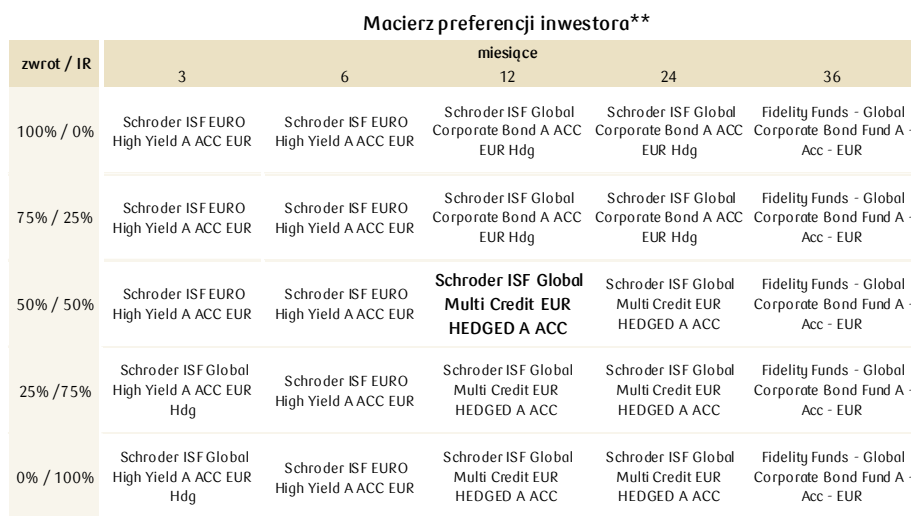 Macierz preferencji inwestora**
zwrot / IR
miesiące
3 6 12 24 36
100% / 0%
Schroder ISF EURO
High Yield A ACC EUR
Schroder ISF EURO
High Yield A ACC EUR
Schroder ISF Global
Corporate Bond A ACC
EUR Hdg
Schroder ISF Global
Corporate Bond A ACC
EUR Hdg
Fidelity Funds - Global
Corporate Bond Fund A -
Acc - EUR
75% / 25%
Schroder ISF EURO
High Yield A ACC EUR
Schroder ISF EURO
High Yield A ACC EUR
Schroder ISF Global
Corporate Bond A ACC
EUR Hdg
Schroder ISF Global
Corporate Bond A ACC
EUR Hdg
Fidelity Funds - Global
Corporate Bond Fund A -
Acc - EUR
50% / 50%
Schroder ISF EURO
High Yield A ACC EUR
Schroder ISF EURO
High Yield A ACC EUR
Schroder ISF Global
Multi Credit EUR
HEDGED A ACC
Schroder ISF Global
Multi Credit EUR
HEDGED A ACC
Fidelity Funds - Global
Corporate Bond Fund A -
Acc - EUR
25% /75%
Schroder ISF Global
High Yield A ACC EUR
Hdg
Schroder ISF EURO
High Yield A ACC EUR
Schroder ISF Global
Multi Credit EUR
HEDGED A ACC
Schroder ISF Global
Multi Credit EUR
HEDGED A ACC
Fidelity Funds - Global
Corporate Bond Fund A -
Acc - EUR
0% / 100%
Schroder ISF Global
High Yield A ACC EUR
Hdg
Schroder ISF EURO
High Yield A ACC EUR
Schroder ISF Global
Multi Credit EUR
HEDGED A ACC
Schroder ISF Global
Multi Credit EUR
HEDGED A ACC
Fidelity Funds - Global
Corporate Bond Fund A -
Acc - EUR